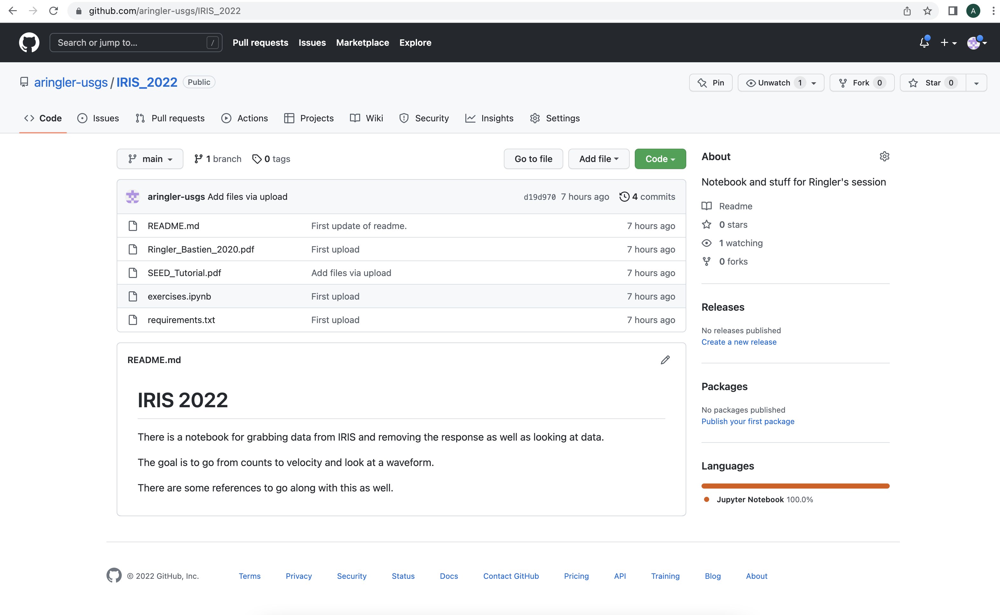 github.com/aringler-usgs/IRIS_2022
A
Search or jump to... /
Pull requests Issues Marketplace Explore
aringler-usgs / IRIS_2022 Public
Pin Unwatch 1 Fork 0 Star 0
Code Issues Pull requests Actions Projects Wiki Security Insights Settings
main 1 branch 0 tags Go to file Add file Code
aringler-usgs Add files via upload d19d970 7 hours ago 4 commits
README.md First update of readme. 7 hours ago
Ringler_Bastien_2020.pdf First upload 7 hours ago
SEED_Tutorial.pdf Add files via upload 7 hours ago
exercises.ipynb First upload 7 hours ago
requirements.txt First upload 7 hours ago
README.md
IRIS 2022
There is a notebook for grabbing data from IRIS and removing the response as well as looking at data.
The goal is to go from counts to velocity and look at a waveform.
There are some references to go along with this as well.
About
Notebook and stuff for Ringler's session
Readme
0 stars
1 watching
0 forks
Releases
No releases published
Create a new release
Packages
No packages published
Publish your first package
Languages
Jupyter Notebook 100.0%
© 2022 GitHub, Inc. Terms Privacy Security Status Docs Contact GitHub Pricing API Training Blog About